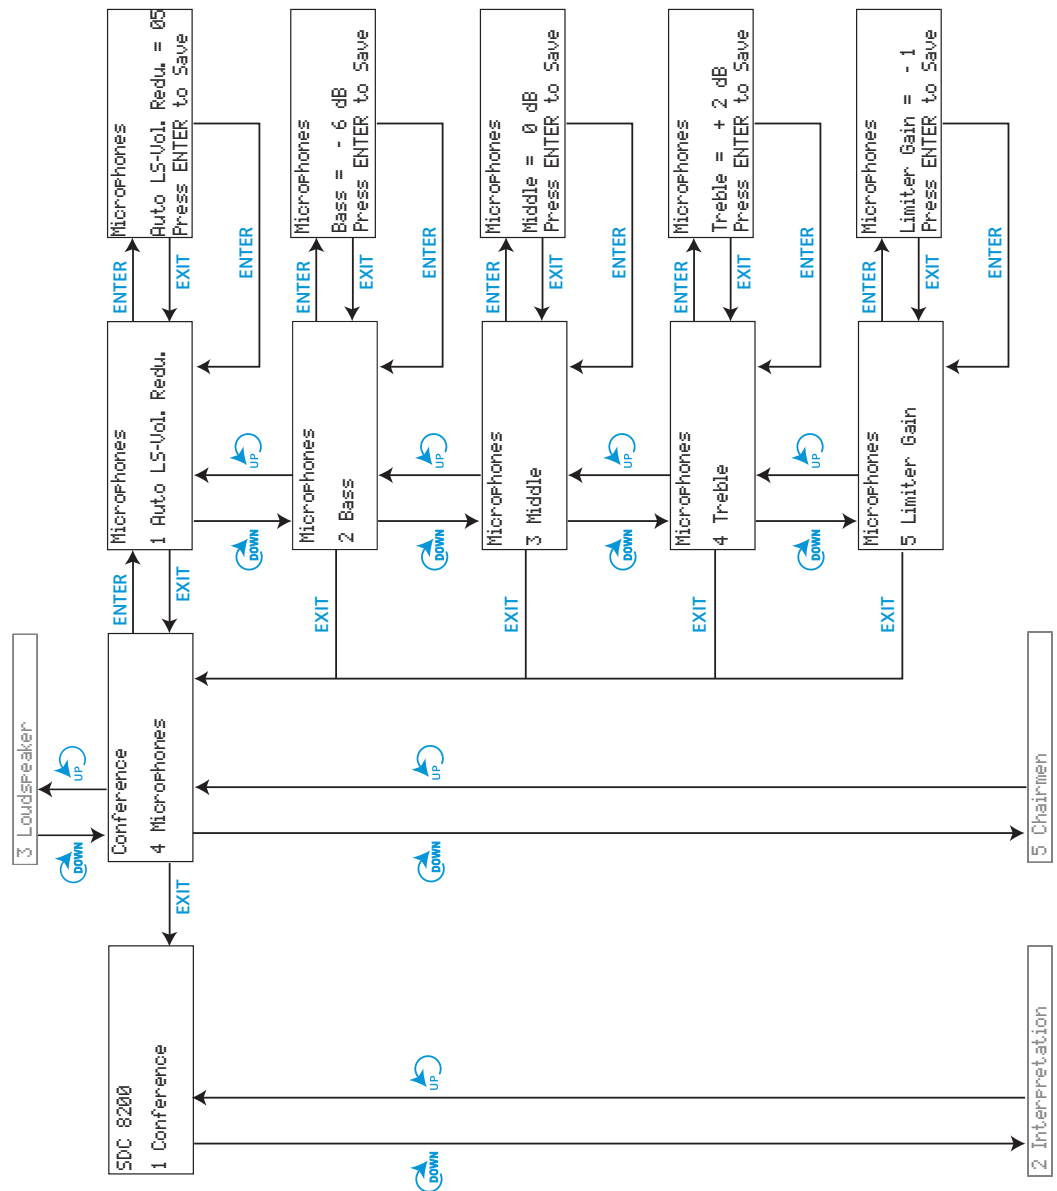 3 Loudspeaker
DOWN
UP
SDC 8200
1 Conference
EXIT
Conference
4 Microphones
ENTER
EXIT
Microphones
1 Auto LS-Vol. Redu.
ENTER
EXIT
Microphones
Auto LS-Vol. Redu. = 05
Press ENTER to Save
ENTER
DOWN
UP
EXIT
Microphones
2 Bass
ENTER
EXIT
Microphones
Bass = - 6 dB
Press ENTER to Save
ENTER
DOWN
UP
EXIT
Microphones
3 Middle
ENTER
EXIT
Microphones
Middle = 0 dB
Press ENTER to Save
ENTER
DOWN
UP
EXIT
Microphones
4 Treble
ENTER
EXIT
Microphones
Treble = + 2 dB
Press ENTER to Save
ENTER
DOWN
UP
EXIT
Microphones
5 Limiter Gain
ENTER
EXIT
Microphones
Limiter Gain = - 1
Press ENTER to Save
ENTER
DOWN
UP
DOWN
UP
2 Interpretation
5 Chairmen